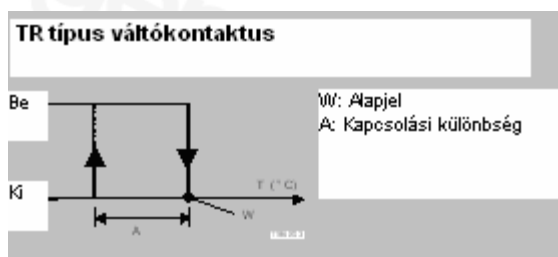 TR típus váltókontaktus
Be
W: Alapjel
A: Kapcsolási különbség
Ki
T (°C)
W
A